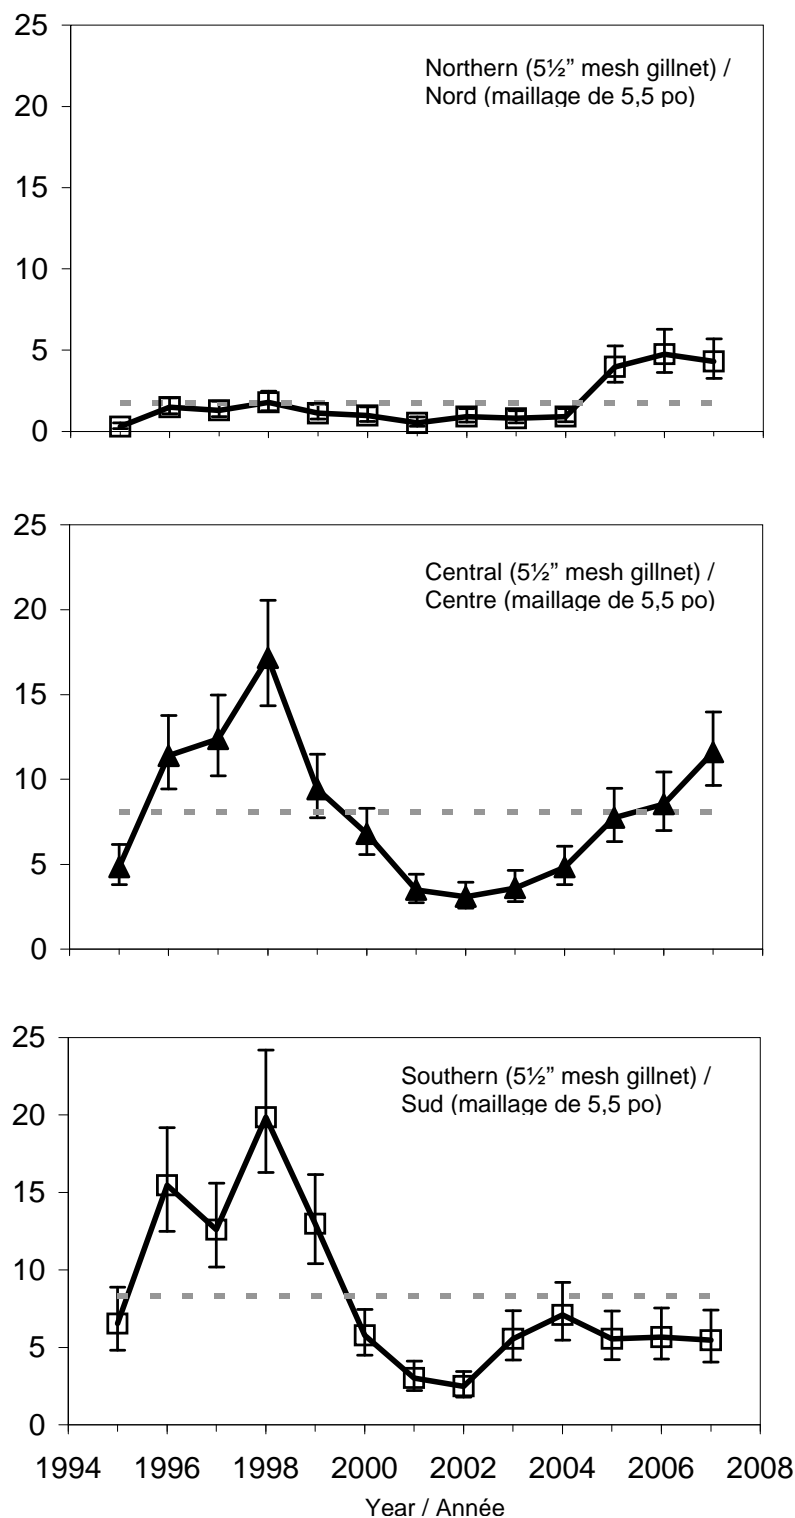 25
Northern (5½” mesh gillnet) /
Nord (maillage de 5,5 po)
20
15
10
5
0
25
Central (5½” mesh gillnet) /
Centre (maillage de 5,5 po)
20
15
10
5
0
25
Southern (5½” mesh gillnet) /
Sud (maillage de 5,5 po)
20
15
10
5
0
1994 1996 1998 2000 2002 2004 2006 2008
Year / Année